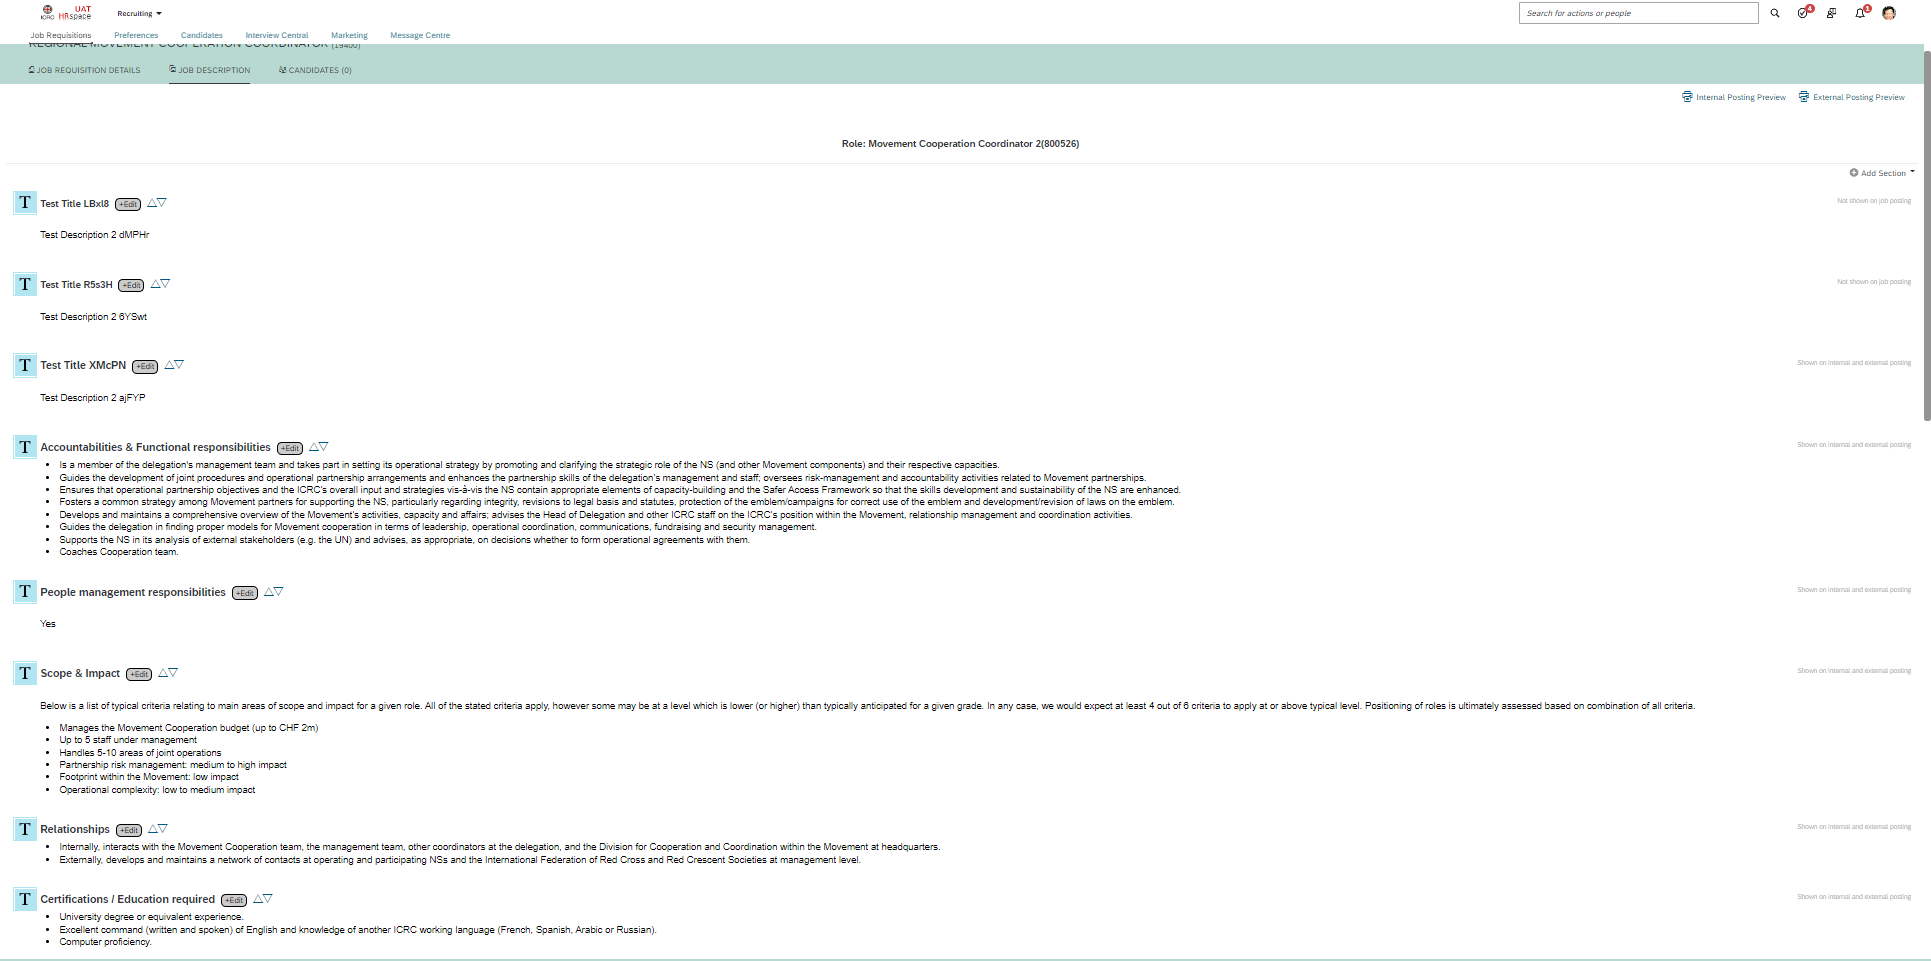 ICRC UAT HRspace Recruiting Search for actions or people 4 1
Job Requisitions Preferences Candidates Interview Central Marketing Message Centre
REGIONAL MOVEMENT COOPERATION COORDINATOR (19400)
JOB REQUISITION DETAILS JOB DESCRIPTION CANDIDATES (0)
Internal Posting Preview External Posting Preview
Role: Movement Cooperation Coordinator 2(800526)
Add Section
T Test Title LBxl8 +Edit Not shown on job posting
Test Description 2 dMPHr
T Test Title R5s3H +Edit Not shown on job posting
Test Description 2 6YSwt
T Test Title XMcPN +Edit Shown on internal and external posting
Test Description 2 ajFYP
T Accountabilities & Functional responsibilities +Edit Shown on internal and external posting
• Is a member of the delegation's management team and takes part in setting its operational strategy by promoting and clarifying the strategic role of the NS (and other Movement components) and their respective capacities.
• Guides the development of joint procedures and operational partnership arrangements and enhances the partnership skills of the delegation's management and staff; oversees risk-management and accountability activities related to Movement partnerships.
• Ensures that operational partnership objectives and the ICRC's overall input and strategies vis-à-vis the NS contain appropriate elements of capacity-building and the Safer Access Framework so that the skills development and sustainability of the NS are enhanced.
• Fosters a common strategy among Movement partners for supporting the NS, particularly regarding integrity, revisions to legal basis and statutes, protection of the emblem/campaigns for correct use of the emblem and development/revision of laws on the emblem.
• Develops and maintains a comprehensive overview of the Movement's activities, capacity and affairs; advises the Head of Delegation and other ICRC staff on the ICRC's position within the Movement, relationship management and coordination activities.
• Guides the delegation in finding proper models for Movement cooperation in terms of leadership, operational coordination, communications, fundraising and security management.
• Supports the NS in its analysis of external stakeholders (e.g. the UN) and advises, as appropriate, on decisions whether to form operational agreements with them.
• Coaches Cooperation team.
T People management responsibilities +Edit Shown on internal and external posting
Yes
T Scope & Impact +Edit Shown on internal and external posting
Below is a list of typical criteria relating to main areas of scope and impact for a given role. All of the stated criteria apply, however some may be at a level which is lower (or higher) than typically anticipated for a given grade. In any case, we would expect at least 4 out of 6 criteria to apply at or above typical level. Positioning of roles is ultimately assessed based on combination of all criteria.
• Manages the Movement Cooperation budget (up to CHF 2m)
• Up to 5 staff under management
• Handles 5-10 areas of joint operations
• Partnership risk management: medium to high impact
• Footprint within the Movement: low impact
• Operational complexity: low to medium impact
T Relationships +Edit Shown on internal and external posting
• Internally, interacts with the Movement Cooperation team, the management team, other coordinators at the delegation, and the Division for Cooperation and Coordination within the Movement at headquarters.
• Externally, develops and maintains a network of contacts at operating and participating NSs and the International Federation of Red Cross and Red Crescent Societies at management level.
T Certifications / Education required +Edit Shown on internal and external posting
• University degree or equivalent experience.
• Excellent command (written and spoken) of English and knowledge of another ICRC working language (French, Spanish, Arabic or Russian).
• Computer proficiency.